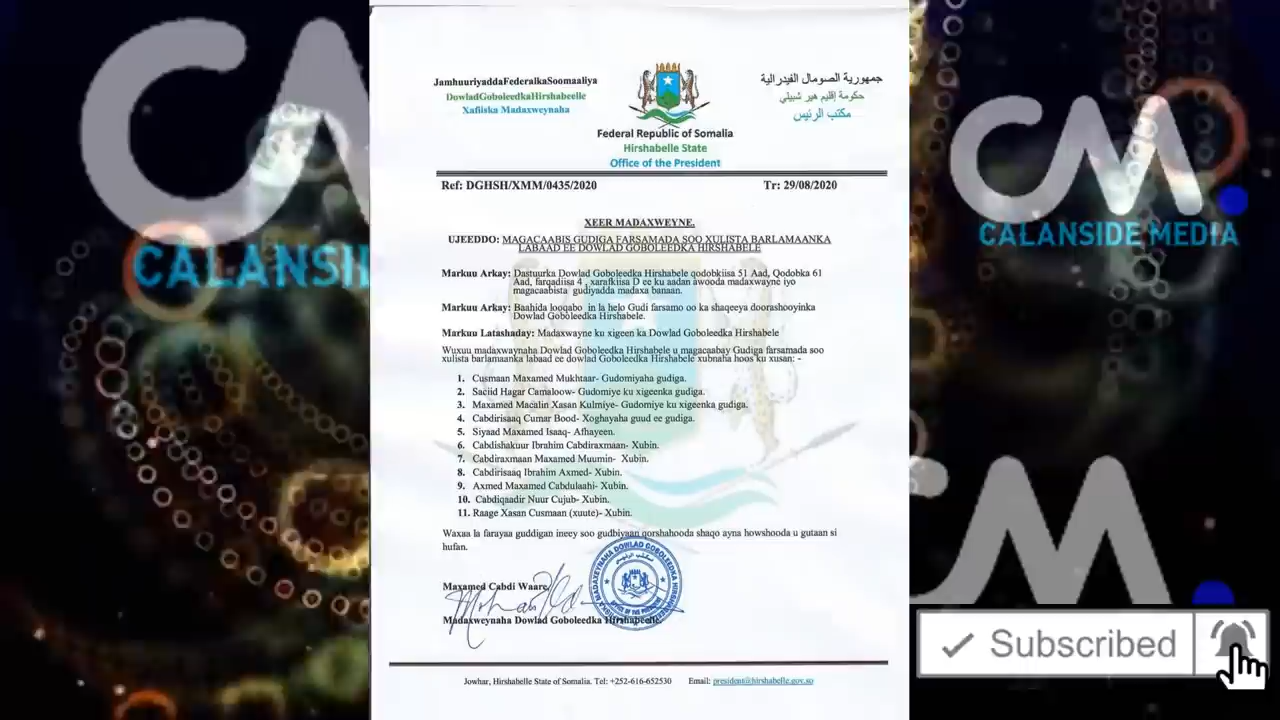 CM
CALANSI
JamhuuriyaddaFederalkaSoomaaliya
DowladGoboleedkaHirshabeelle
Xafiiska Madaxweynaha
جمهورية الصومال الفيدرالية
حكومة إقليم هير شبيلي
مكتب الرئيس
Federal Republic of Somalia
Hirshabelle State
Office of the President
Ref: DGHSH/XMM/0435/2020 Tr: 29/08/2020
XEER MADAXWEYNE.
UJEEDDO: MAGACAABIS GUDIGA FARSAMADA SOO XULISTA BARLAMAANKA
LABAAD EE DOWLAD GOBOLEEDKA HIRSHABELE
Markuu Arkay: Dastuurka Dowlad Goboleedka Hirshabele qodobkiisa 51 Aad, Qodobka 61
Aad, farqadiisa 4 , xarafkiisa D ee ku aadan awooda madaxwayne iyo
magacaabista gudiyadda madaxa banaan.
Markuu Arkay: Baahida looqabo in la helo Gudi farsamo oo ka shaqeeya doorashooyinka
Dowlad Goboleedka Hirshabele.
Markuu Latashaday: Madaxwayne ku xigeen ka Dowlad Goboleedka Hirshabele
Wuxuu madaxwaynaha Dowlad Goboleedka Hirshabele u magacaabay Gudiga farsamada soo
xulista barlamaanka labaad ee dowlad Goboleedka Hirshabele xubnaha hoos ku xusan: -
1. Cusmaan Maxamed Mukhtaar- Gudomiyaha gudiga.
2. Saciid Hagar Camaloow- Gudomiye ku xigeenka gudiga.
3. Maxamed Macalin Xasan Kulmiye- Gudomiye ku xigeenka gudiga.
4. Cabdirisaaq Cumar Bood- Xoghayaha guud ee gudiga.
5. Siyaad Maxamed Isaaq- Afhayeen.
6. Cabdishakuur Ibrahim Cabdiraxmaan- Xubin.
7. Cabdiraxmaan Maxamed Muumin- Xubin.
8. Cabdirisaaq Ibrahim Axmed- Xubin.
9. Axmed Maxamed Cabdulaahi- Xubin.
10. Cabdiqaadir Nuur Cujub- Xubin.
11. Raage Xasan Cusmaan (xuute)- Xubin.
Waxaa la farayaa guddigan ineey soo gudbiyaan qorshahooda shaqo ayna howshooda u gutaan si
hufan.
Maxamed Cabdi Waare
Madaxweynaha Dowlad Goboleedka Hirshabeelle.
Jowhar, Hirshabelle State of Somalia. Tel: +252-616-652530 Email: president@hirshabelle.gov.so
CM
CALANSIDE MEDIA
M
Subscribed